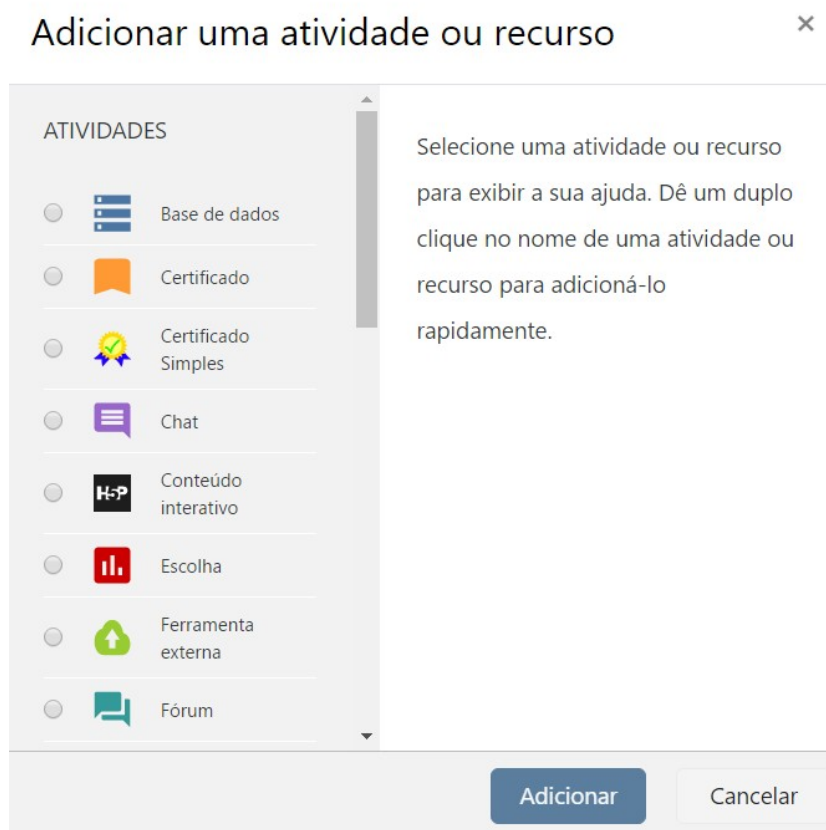 Adicionar uma atividade ou recurso
×
ATIVIDADES
Base de dados
Certificado
Certificado
Simples
Chat
H5P
Conteúdo
interativo
Escolha
Ferramenta
externa
Fórum
Selecione uma atividade ou recurso
para exibir a sua ajuda. Dê um duplo
clique no nome de uma atividade ou
recurso para adicioná-lo
rapidamente.
Adicionar
Cancelar